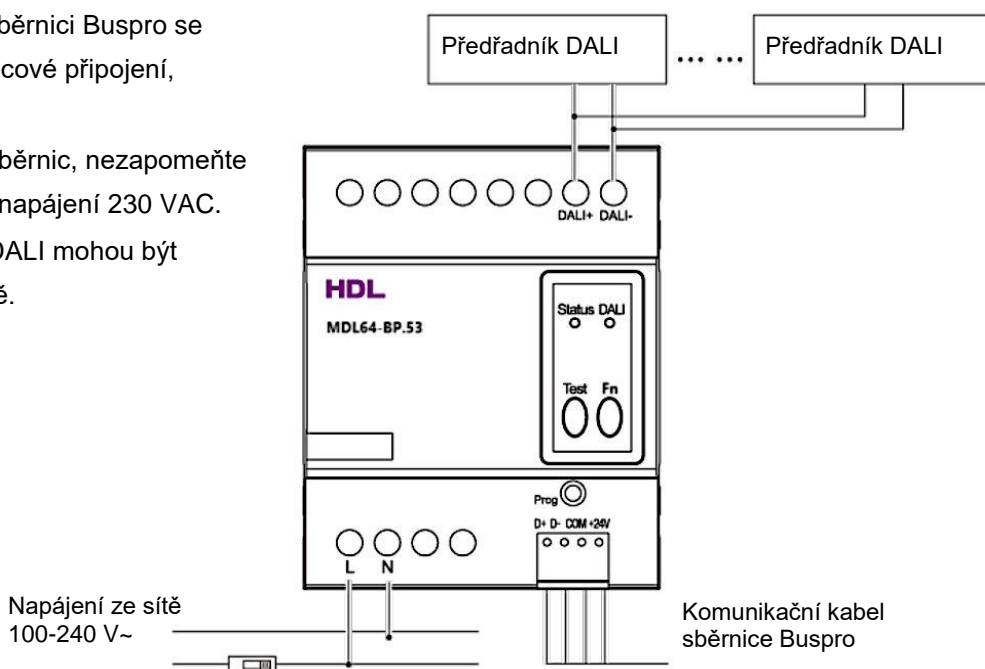 běrnici Buspro se
cové připojení,
běrnic, nezapomeňte
napájení 230 VAC.
DALI mohou být
ě.
Předřadník DALI
... ...
Předřadník DALI
DALI+ DALI-
HDL
MDL64-BP.53
Status DALI
Test Fn
Prog
D+ D- COM +24V
L N
Napájení ze sítě
100-240 V~
Komunikační kabel
sběrnice Buspro